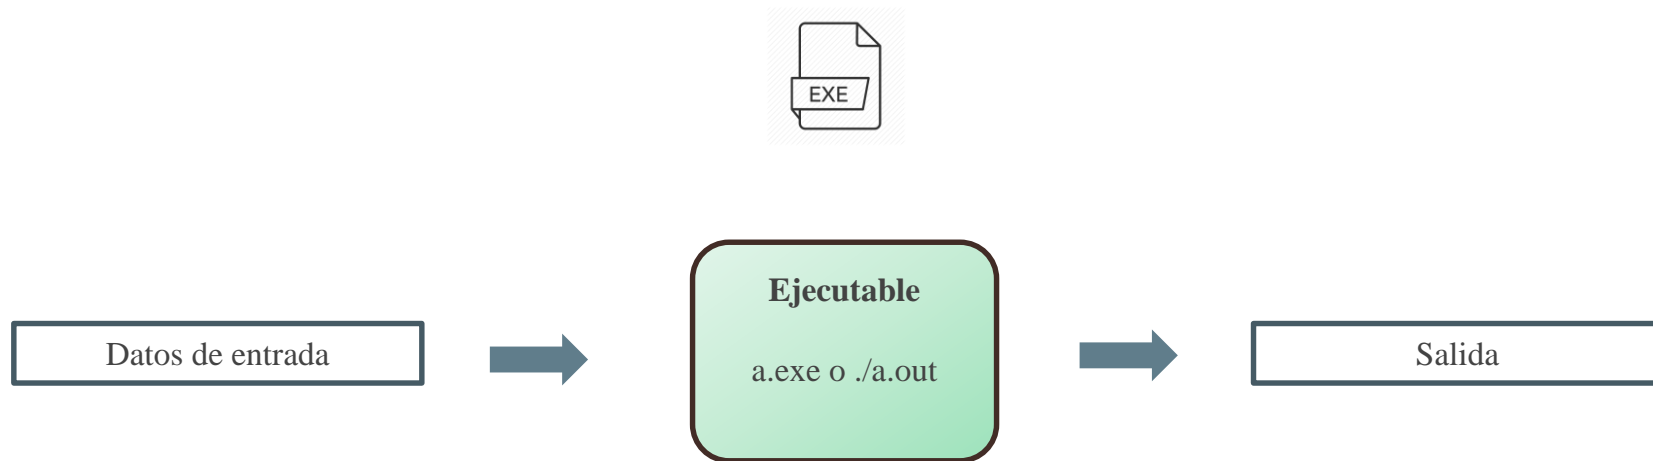 EXE
Ejecutable
Datos de entrada
a.exe o ./a.out
Salida